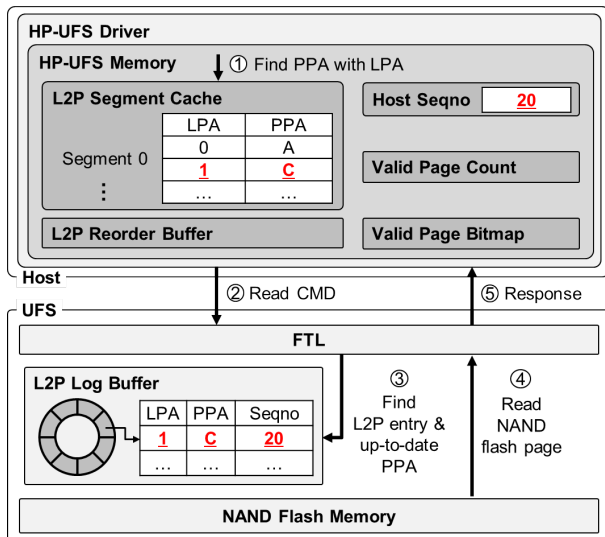 HP-UFS Driver
HP-UFS Memory
① Find PPA with LPA
L2P Segment Cache
LPA PPA
Segment 0
0 A
1 C
⋮
... ...
Host Seqno 20
Valid Page Count
L2P Reorder Buffer
Valid Page Bitmap
Host
② Read CMD
⑤ Response
UFS
FTL
L2P Log Buffer
LPA PPA Seqno
1 C 20
... ... ...
③
Find
L2P entry &
up-to-date
PPA
④
Read
NAND
flash page
NAND Flash Memory